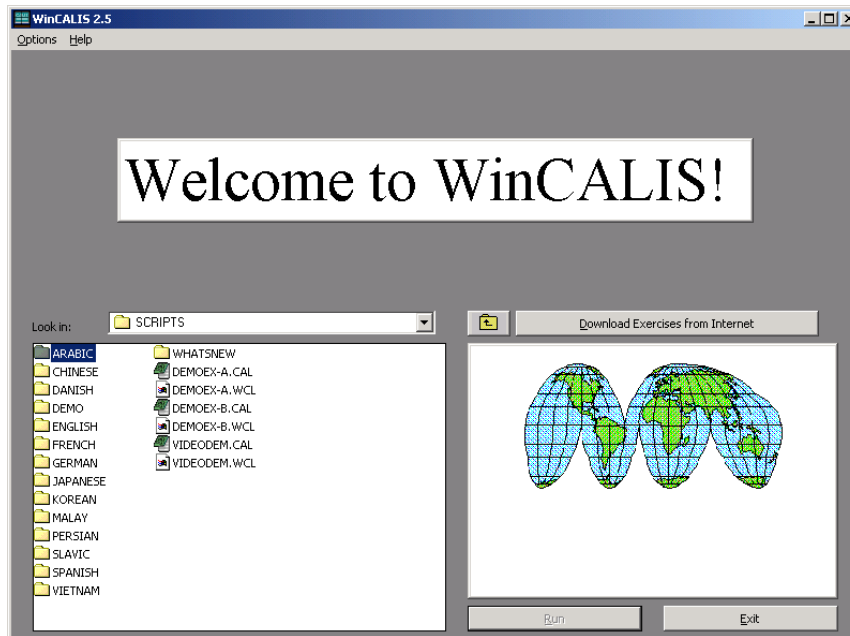 WinCALIS 2.5
Options Help
Welcome to WinCALIS!
Look in: SCRIPTS
Download Exercises from Internet
ARABIC
CHINESE
DANISH
DEMO
ENGLISH
FRENCH
GERMAN
JAPANESE
KOREAN
MALAY
PERSIAN
SLAVIC
SPANISH
VIETNAM
WHATSNEW
DEMOEX-A.CAL
DEMOEX-A.WCL
DEMOEX-B.CAL
DEMOEX-B.WCL
VIDEODEM.CAL
VIDEODEM.WCL
Run
Exit